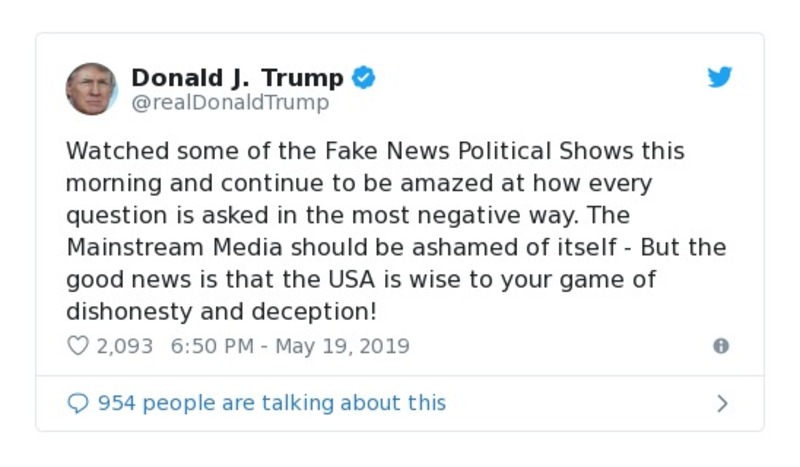 Donald J. Trump
@realDonaldTrump
Watched some of the Fake News Political Shows this
morning and continue to be amazed at how every
question is asked in the most negative way. The
Mainstream Media should be ashamed of itself - But the
good news is that the USA is wise to your game of
dishonesty and deception!
2,093 6:50 PM - May 19, 2019
954 people are talking about this